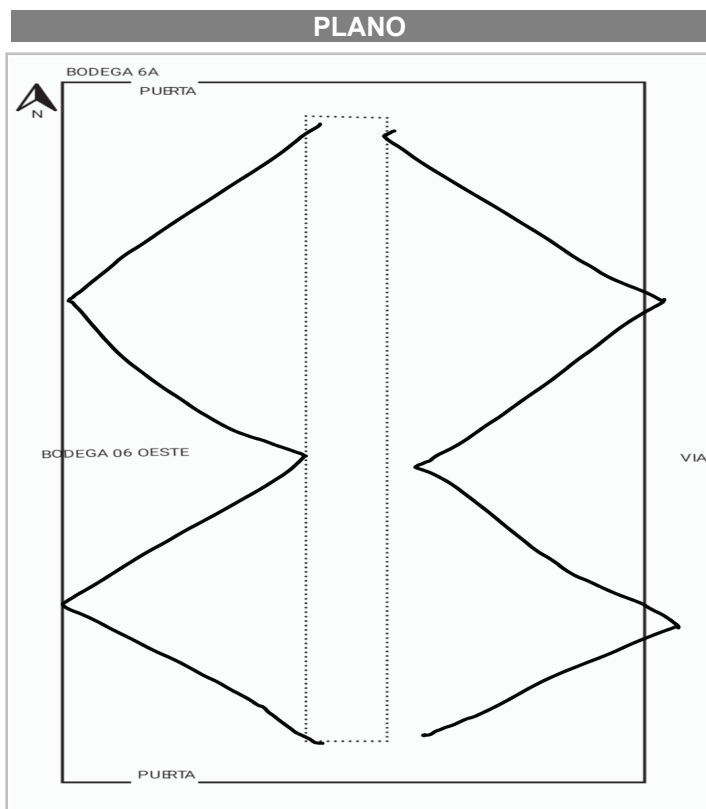 PLANO
BODEGA 6A
PUERTA
N
BODEGA 06 OESTE
VIA
PUERTA